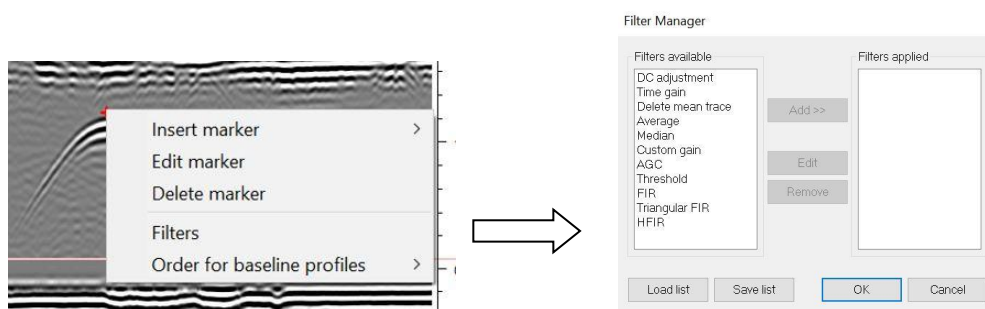 Insert marker
Edit marker
Delete marker
Filters
Order for baseline profiles
Filter Manager
Filters available
DC adjustment
Time gain
Delete mean trace
Average
Median
Custom gain
AGC
Threshold
FIR
Triangular FIR
HFIR
Add >>
Edit
Remove
Filters applied
Load list
Save list
OK
Cancel